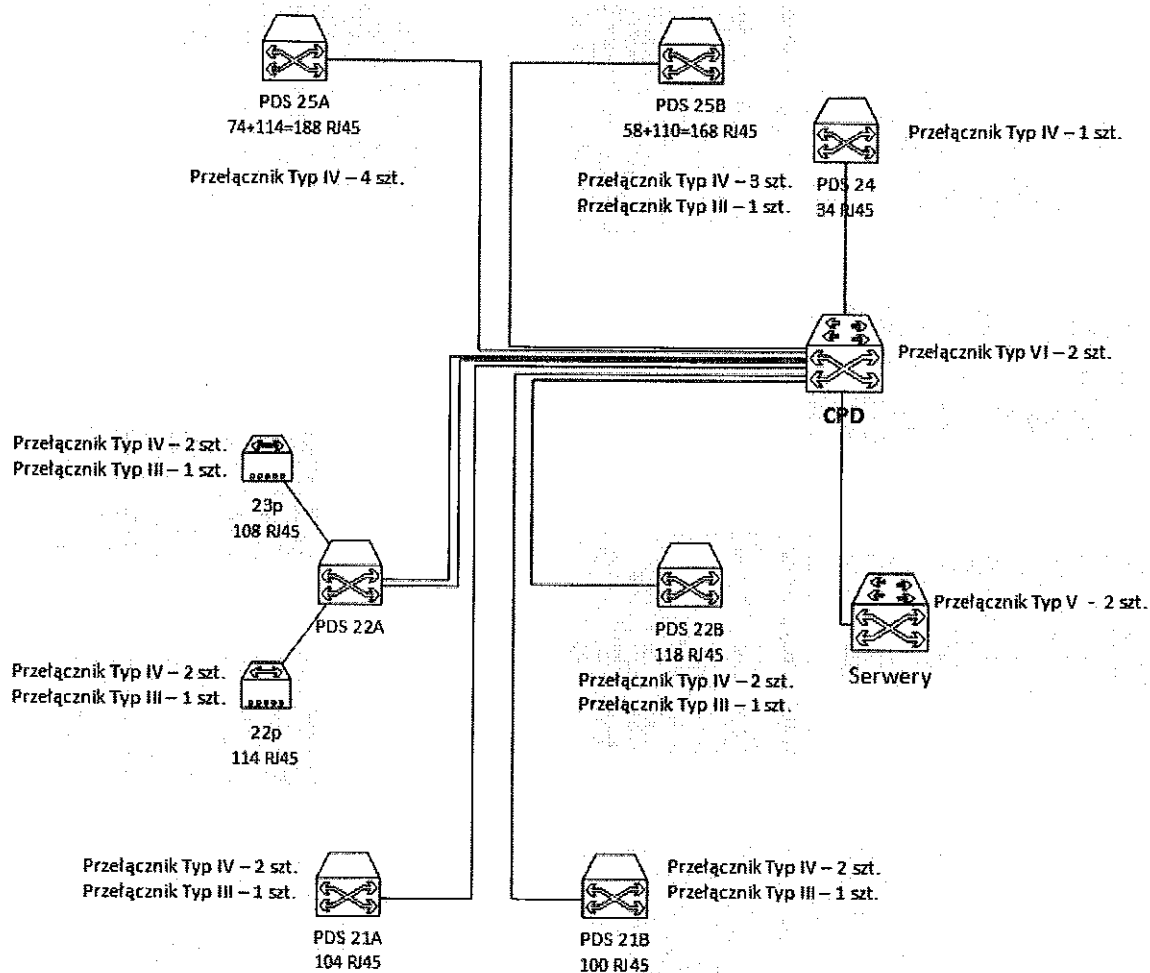 PDS 25A
74+114=188 RJ45
Przełącznik Typ IV – 4 szt.
PDS 25B
58+110=168 RJ45
Przełącznik Typ IV – 3 szt.
Przełącznik Typ III – 1 szt.
Przełącznik Typ IV – 1 szt.
PDS 24
34 RJ45
Przełącznik Typ VI – 2 szt.
CPD
Przełącznik Typ IV – 2 szt.
Przełącznik Typ III – 1 szt.
23p
108 RJ45
PDS 22A
Przełącznik Typ IV – 2 szt.
Przełącznik Typ III – 1 szt.
22p
114 RJ45
PDS 22B
118 RJ45
Przełącznik Typ IV – 2 szt.
Przełącznik Typ III – 1 szt.
Przełącznik Typ V - 2 szt.
Serwery
Przełącznik Typ IV – 2 szt.
Przełącznik Typ III – 1 szt.
PDS 21A
104 RJ45
Przełącznik Typ IV – 2 szt.
Przełącznik Typ III – 1 szt.
PDS 21B
100 RJ45